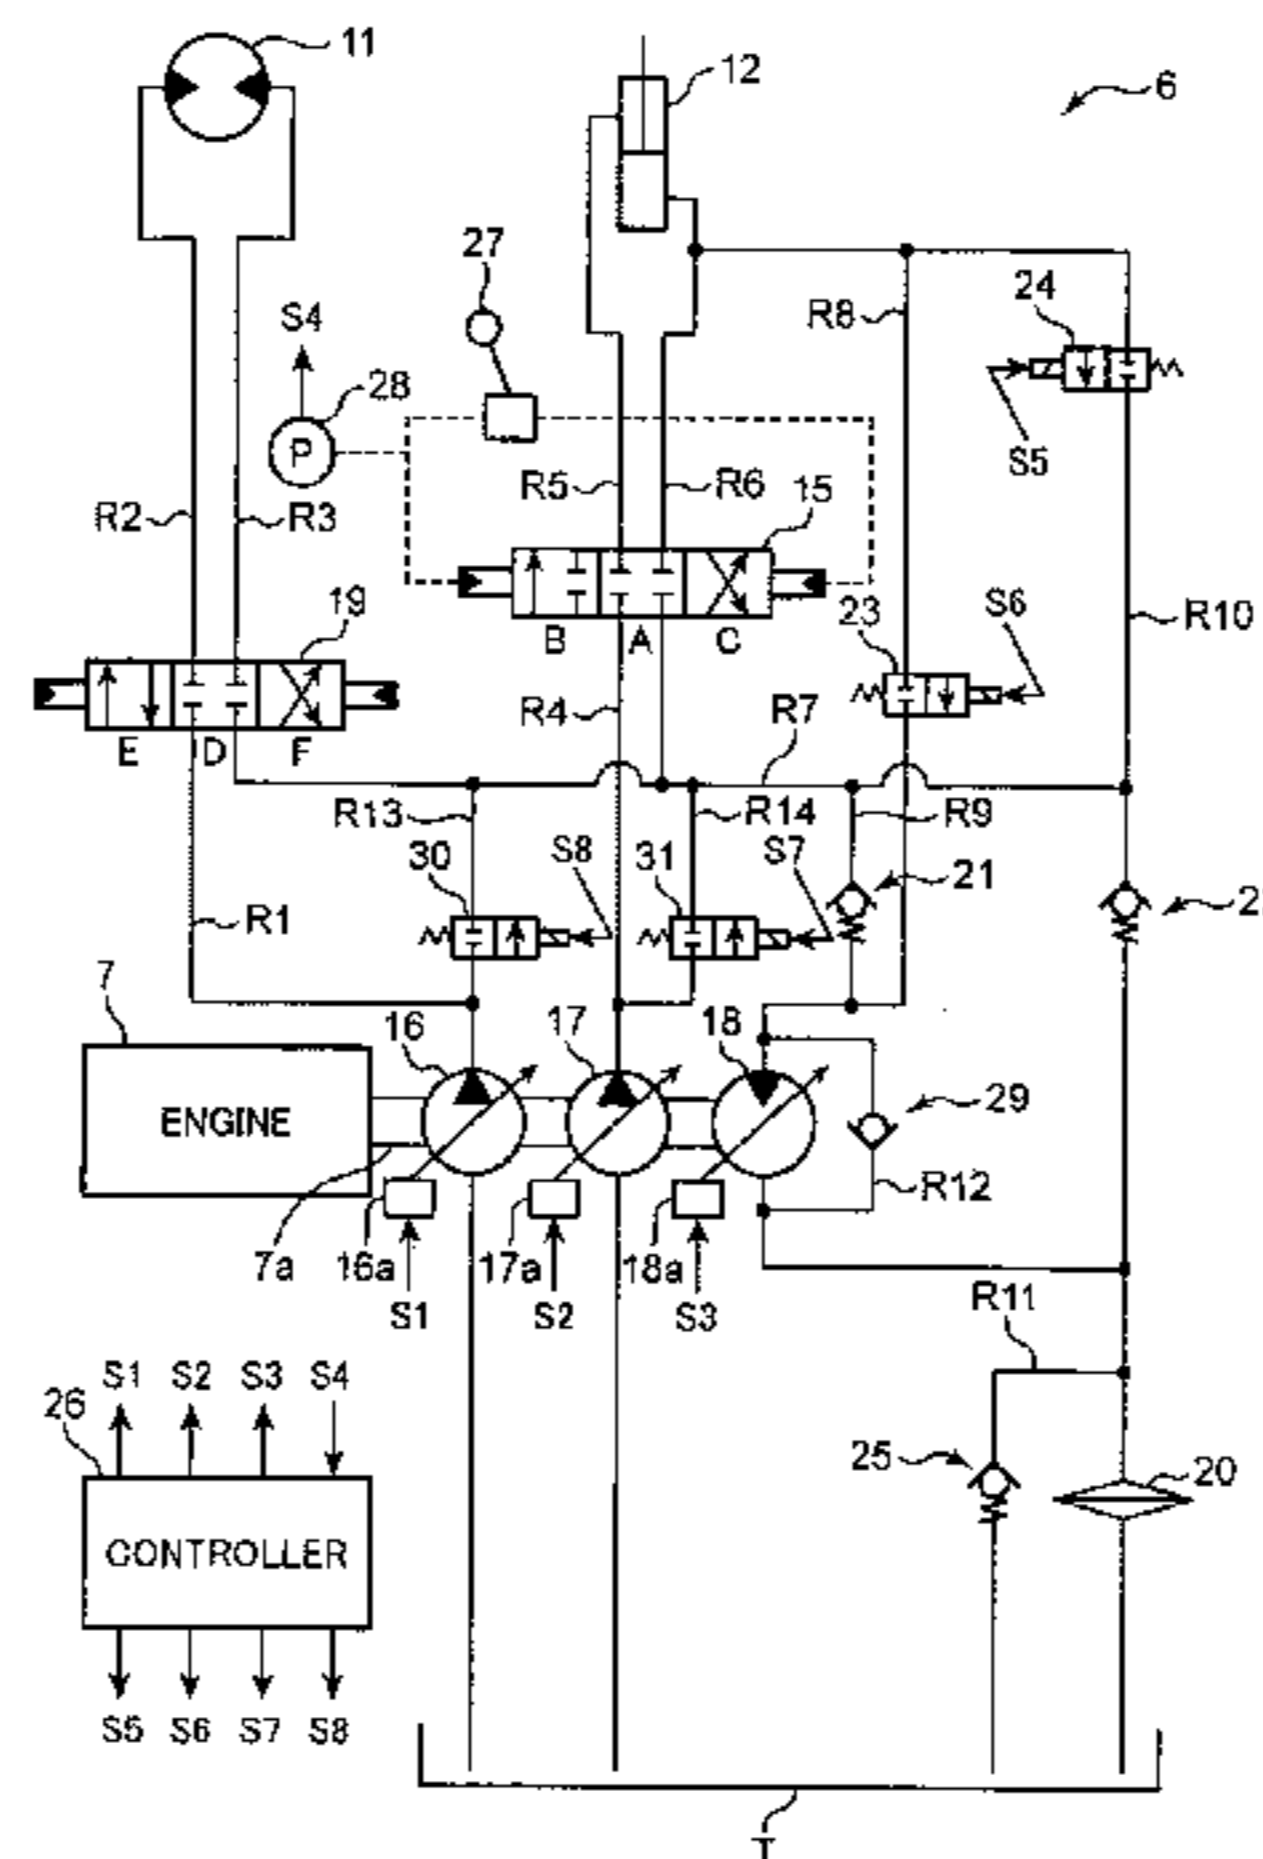 11
12
6
27
24
S4
R8
28
P
S5
R5
R6
15
R2
R3
S6
23
19
R10
B
A
C
R4
R7
E
D
F
R13
R14
R9
30
S8
31
S7
21
R1
7
16
17
18
ENGINE
29
R12
7a
16a
17a
18a
S1
S2
S3
R11
S1 S2 S3 S4
26
25
20
CONTROLLER
S5 S6 S7 S8
T